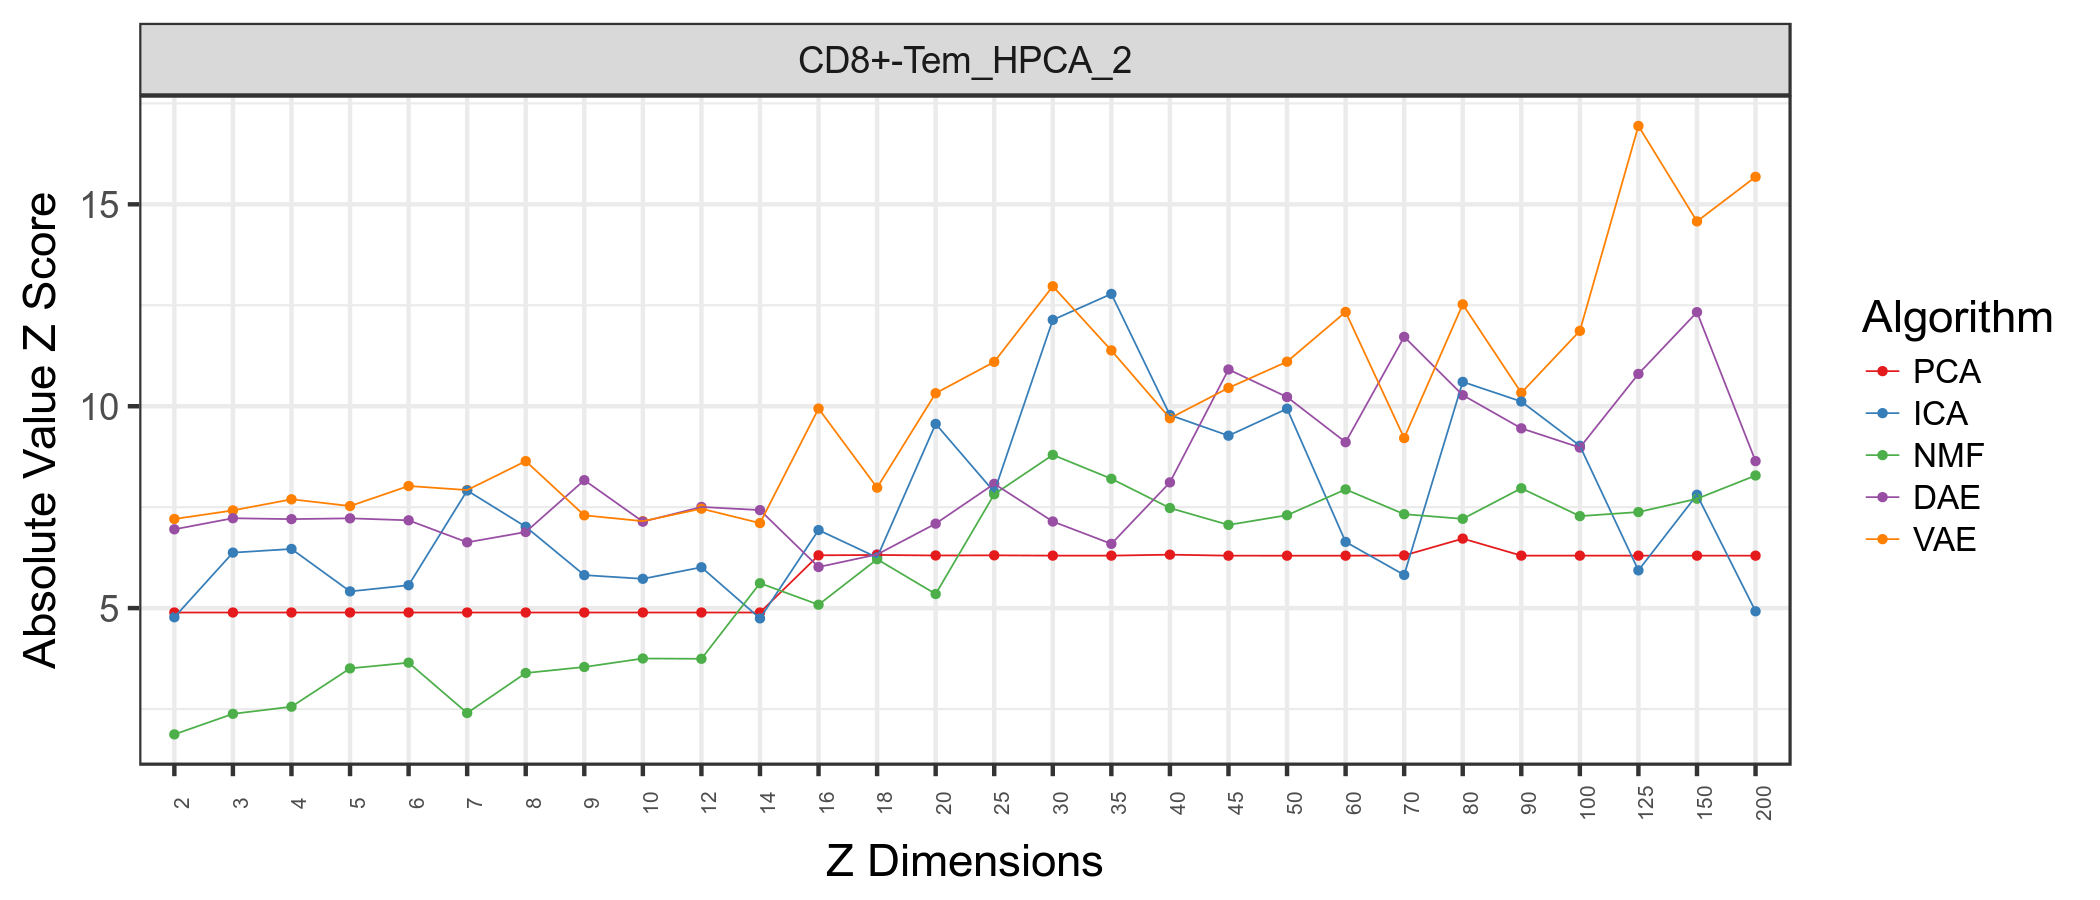 CD8+-Tem_HPCA_2
Absolute Value Z Score
15
10
5
2 3 4 5 6 7 8 9 10 12 14 16 18 20 25 30 35 40 45 50 60 70 80 90 100 125 150 200
Z Dimensions
Algorithm
PCA
ICA
NMF
DAE
VAE